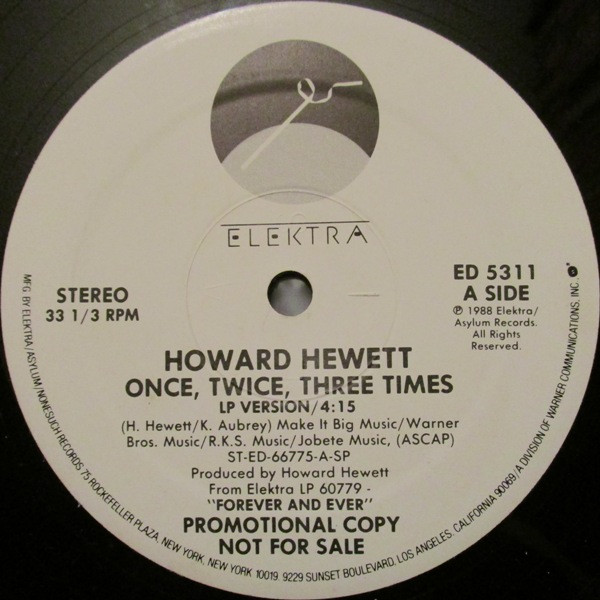 ELEKTRA
STEREO
33 1/3 RPM
ED 5311
A SIDE
℗ 1988 Elektra/
Asylum Records.
All Rights
Reserved.
HOWARD HEWETT
ONCE, TWICE, THREE TIMES
LP VERSION/4:15
(H. Hewett/K. Aubrey) Make It Big Music/Warner
Bros. Music/R.K.S. Music/Jobete Music, (ASCAP)
ST-ED-66775-A-SP
Produced by Howard Hewett
From Elektra LP 60779 -
"FOREVER AND EVER"
PROMOTIONAL COPY
NOT FOR SALE
MFG. BY ELEKTRA/ASYLUM/NONESUCH RECORDS 75 ROCKEFELLER PLAZA, NEW YORK, NEW YORK 10019. 9229 SUNSET BOULEVARD, LOS ANGELES, CALIFORNIA 90069/A DIVISION OF WARNER COMMUNICATIONS, INC.